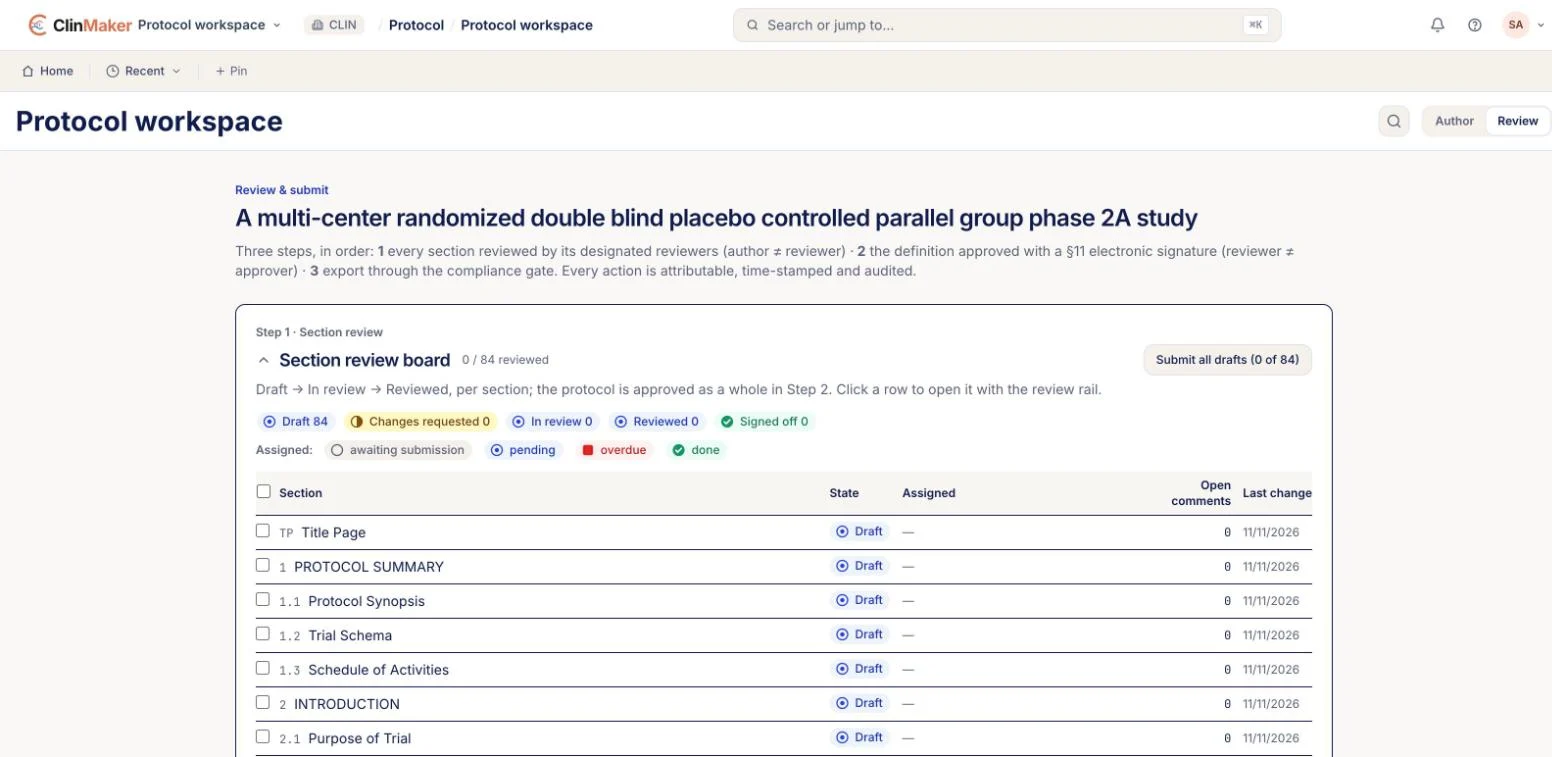 ClinMaker Protocol workspace CLIN / Protocol / Protocol workspace Search or jump to... ⌘K SA
Home Recent + Pin
Protocol workspace Author Review
Review & submit
A multi-center randomized double blind placebo controlled parallel group phase 2A study
Three steps, in order: 1 every section reviewed by its designated reviewers (author ≠ reviewer) · 2 the definition approved with a §11 electronic signature (reviewer ≠
approver) · 3 export through the compliance gate. Every action is attributable, time-stamped and audited.
Step 1 · Section review
Section review board 0 / 84 reviewed Submit all drafts (0 of 84)
Draft → In review → Reviewed, per section; the protocol is approved as a whole in Step 2. Click a row to open it with the review rail.
Draft 84 Changes requested 0 In review 0 Reviewed 0 Signed off 0
Assigned: awaiting submission pending overdue done
Section State Assigned Open comments Last change
TP Title Page Draft — 0 11/11/2026
1 PROTOCOL SUMMARY Draft — 0 11/11/2026
1.1 Protocol Synopsis Draft — 0 11/11/2026
1.2 Trial Schema Draft — 0 11/11/2026
1.3 Schedule of Activities Draft — 0 11/11/2026
2 INTRODUCTION Draft — 0 11/11/2026
2.1 Purpose of Trial Draft — 0 11/11/2026